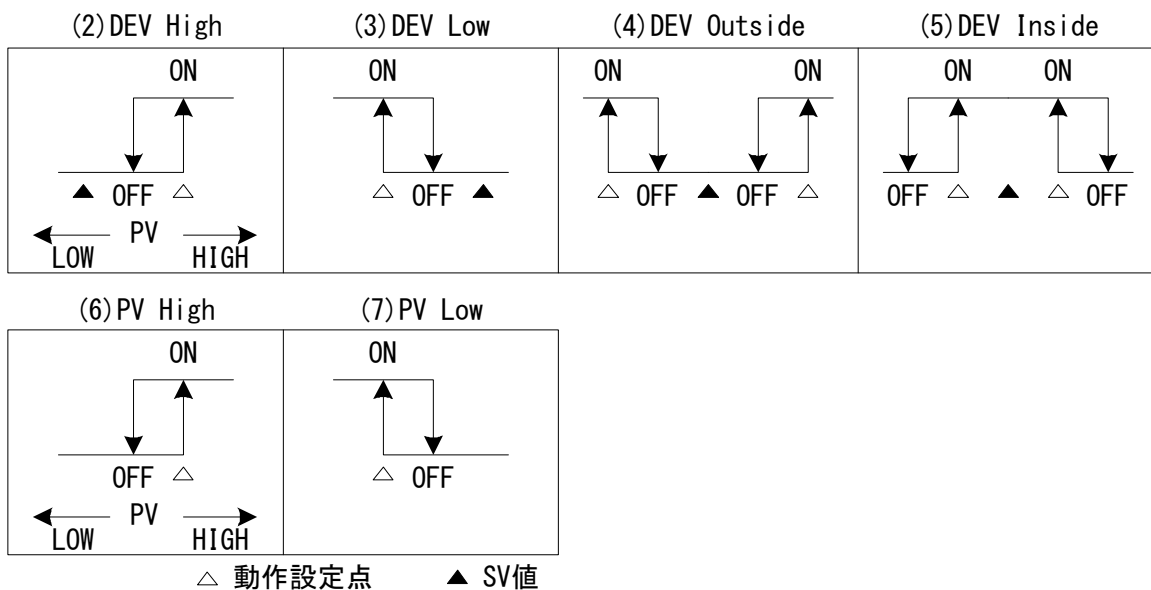 (2)DEV High (3)DEV Low (4)DEV Outside (5)DEV Inside
ON ON ON ON ON ON
▲ OFF △ △ OFF ▲ △ OFF ▲ OFF △ OFF △ ▲ △ OFF
PV
LOW HIGH
(6)PV High (7)PV Low
ON ON
OFF △ △ OFF
PV
LOW HIGH
△ 動作設定点 ▲ SV値